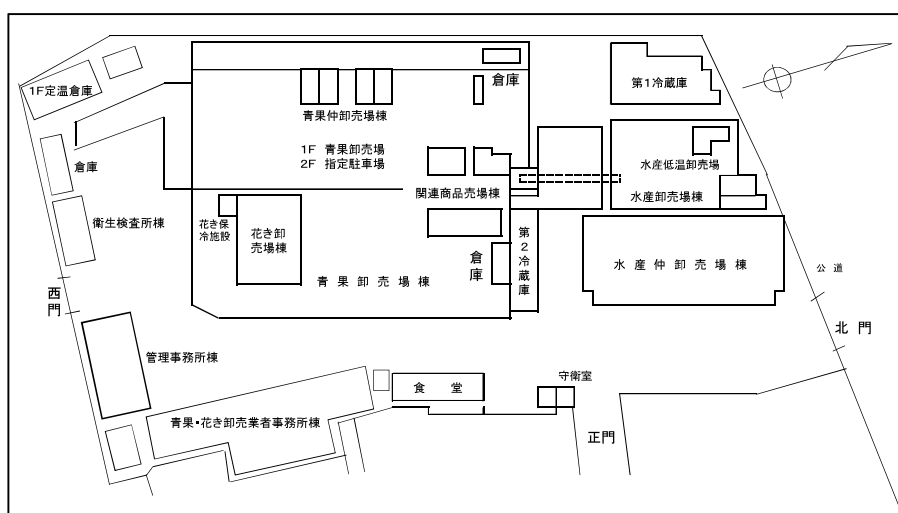 1F定温倉庫
倉庫
第1冷蔵庫
青果仲卸売場棟
1F 青果卸売場
2F 指定駐車場
水産低温卸売場
倉庫
関連商品売場棟
水産卸売場棟
衛生検査所棟
花き保
冷施設
花き卸
売場棟
第2冷蔵庫
倉庫
青果卸売場棟
水産仲卸売場棟
公道
西門
北門
管理事務所棟
食堂
守衛室
青果・花き卸売業者事務所棟
正門